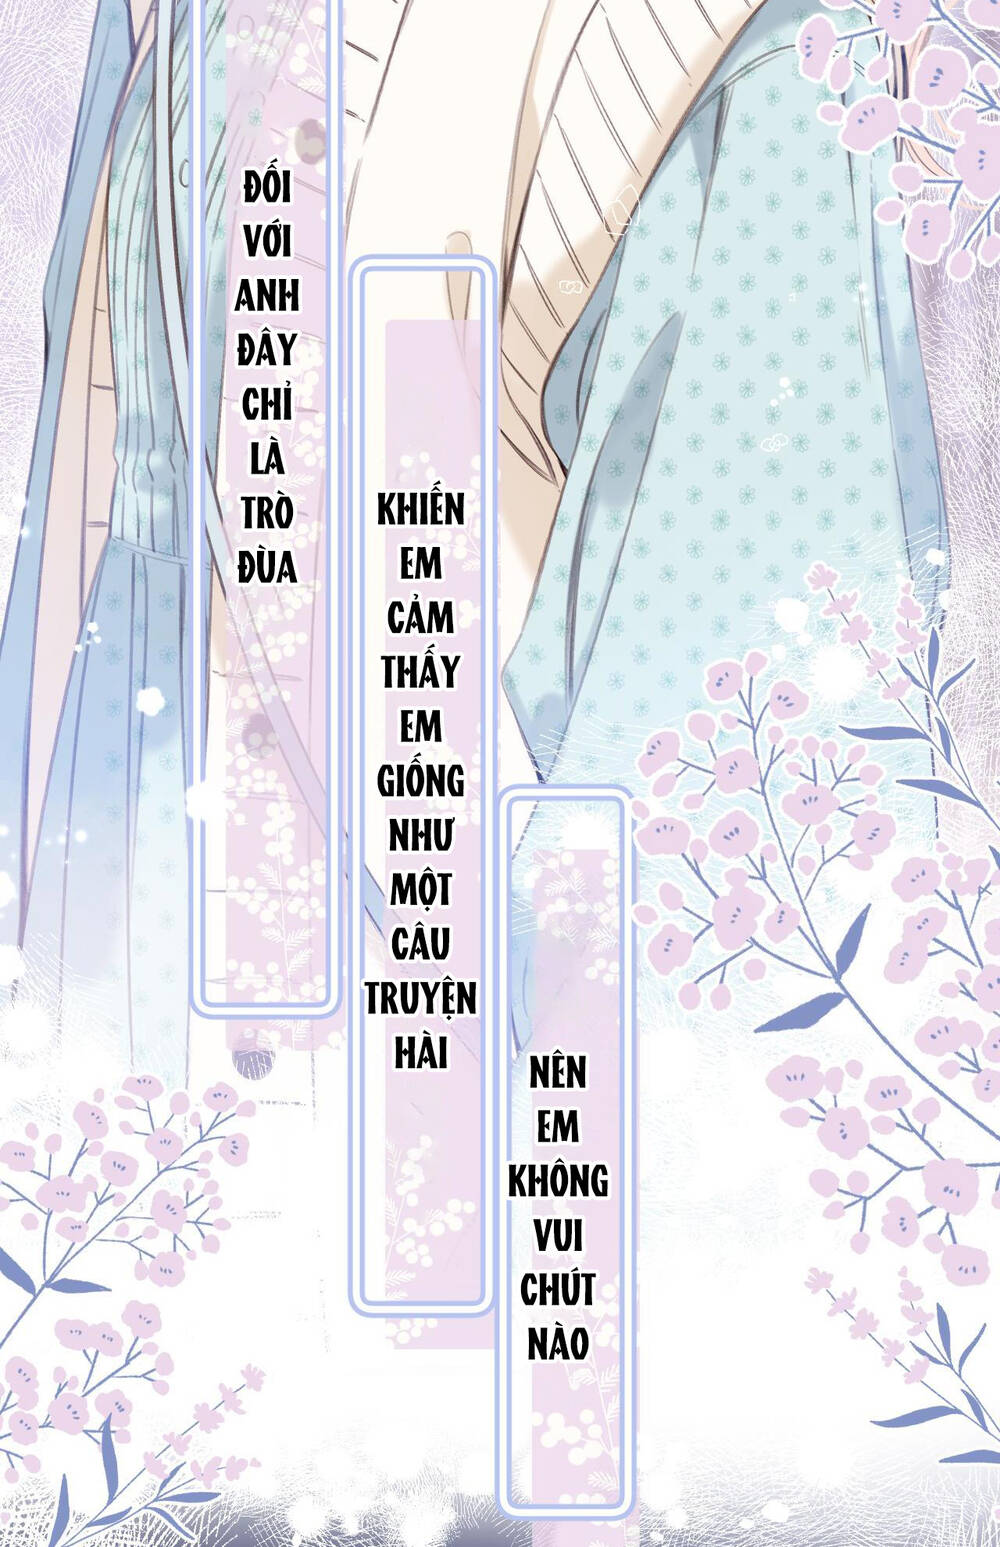 ĐỐI
VỚI
ANH
ĐÂY
CHỈ
LÀ
TRÒ
ĐÙA
KHIẾN
EM
CẢM
THẤY
EM
GIỐNG
NHƯ
MỘT
CÂU
TRUYỆN
HÀI
NÊN
EM
KHÔNG
VUI
CHÚT
NÀO